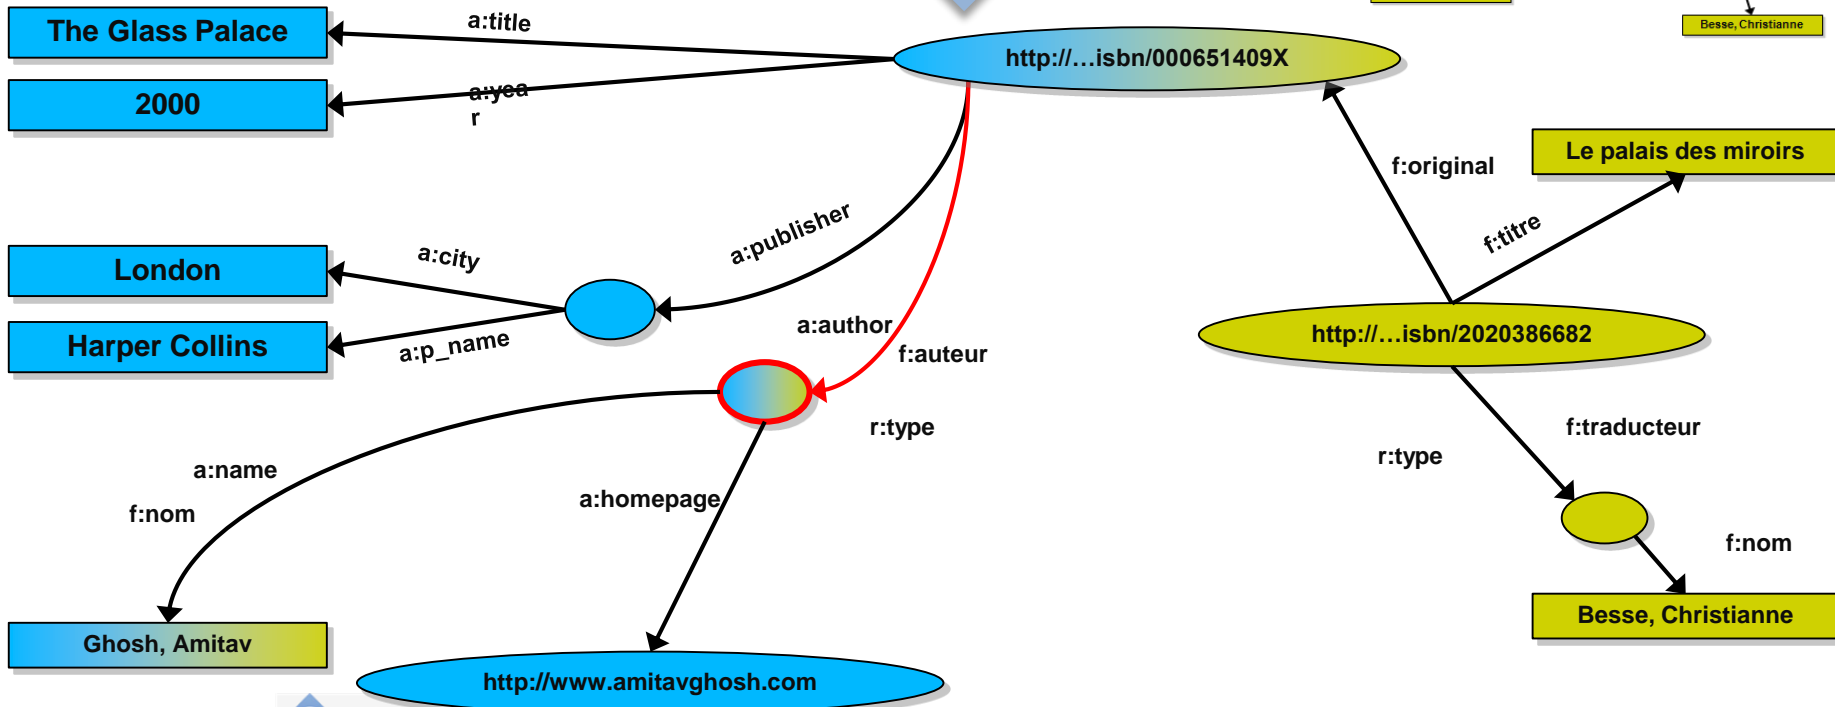 Besse, Christianne
The Glass Palace
a:title
http://…isbn/000651409X
2000
a:yea
r
Le palais des miroirs
f:original
a:publisher
f:titre
London
a:city
Harper Collins
a:p_name
a:author
f:auteur
http://…isbn/2020386682
r:type
f:traducteur
r:type
a:name
a:homepage
f:nom
f:nom
Ghosh, Amitav
Besse, Christianne
http://www.amitavghosh.com